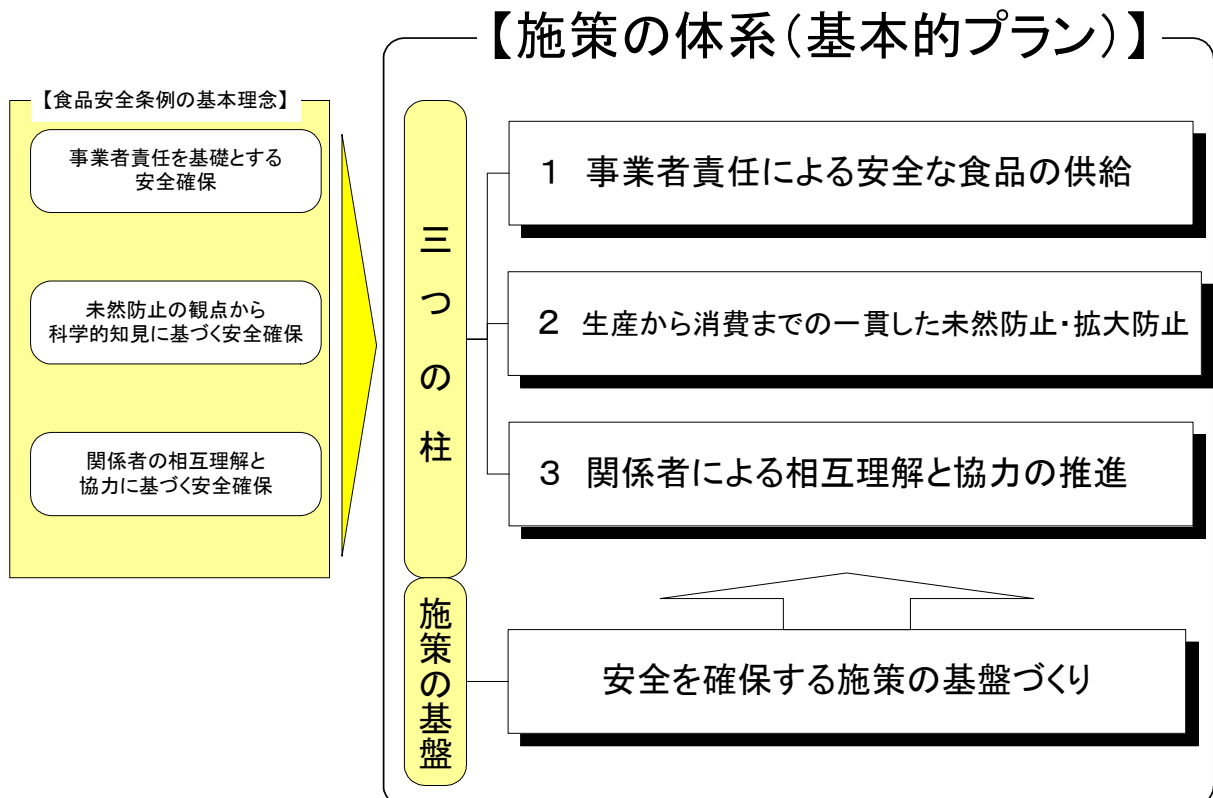 【施策の体系(基本的プラン)】
【食品安全条例の基本理念】
事業者責任を基礎とする
安全確保
未然防止の観点から
科学的知見に基づく安全確保
関係者の相互理解と
協力に基づく安全確保
三つの柱
1 事業者責任による安全な食品の供給
2 生産から消費までの一貫した未然防止・拡大防止
3 関係者による相互理解と協力の推進
施策の基盤
安全を確保する施策の基盤づくり